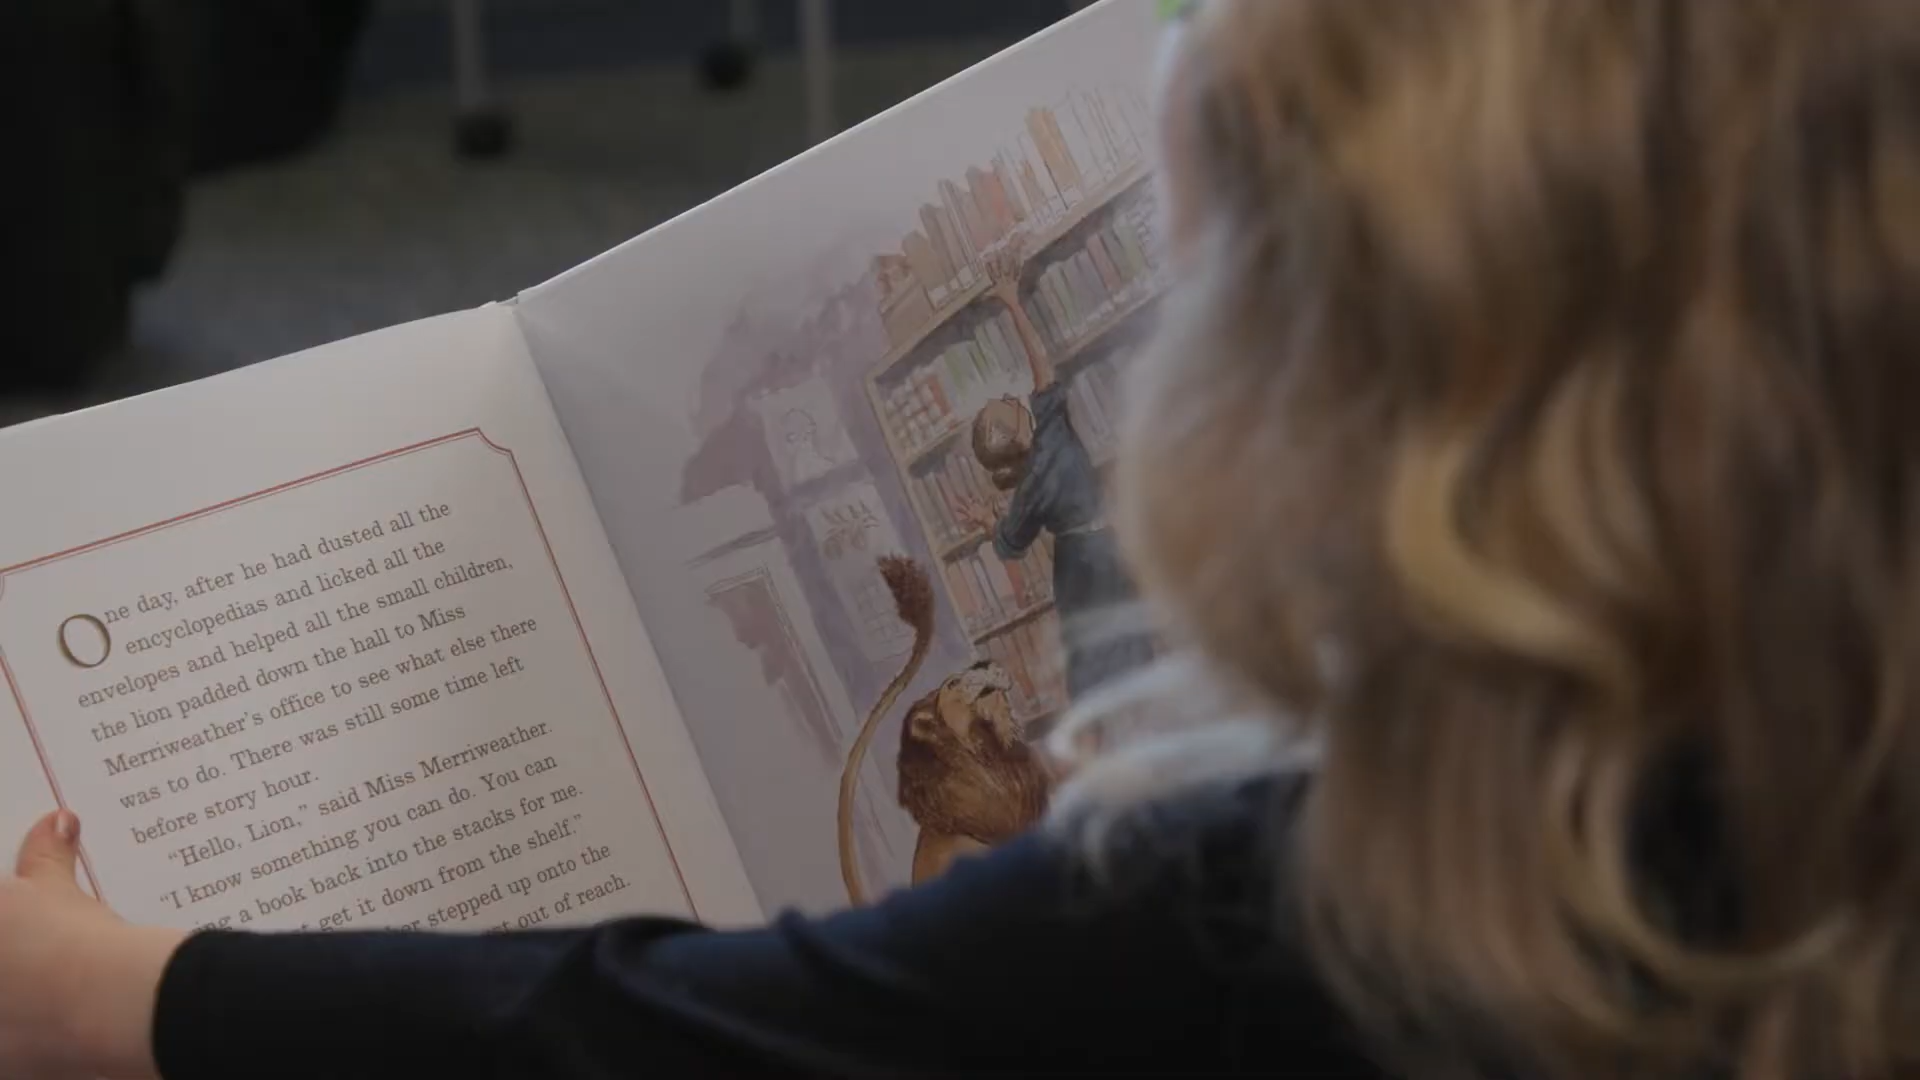 One day, after he had dusted all the
encyclopedias and licked all the
envelopes and helped all the small children,
the lion padded down the hall to Miss
Merriweather's office to see what else there
was to do. There was still some time left
before story hour.
“Hello, Lion,” said Miss Merriweather.
“I know something you can do. You can
a book back into the stacks for me.
get it down from the shelf.”
stepped up onto the
out of reach.